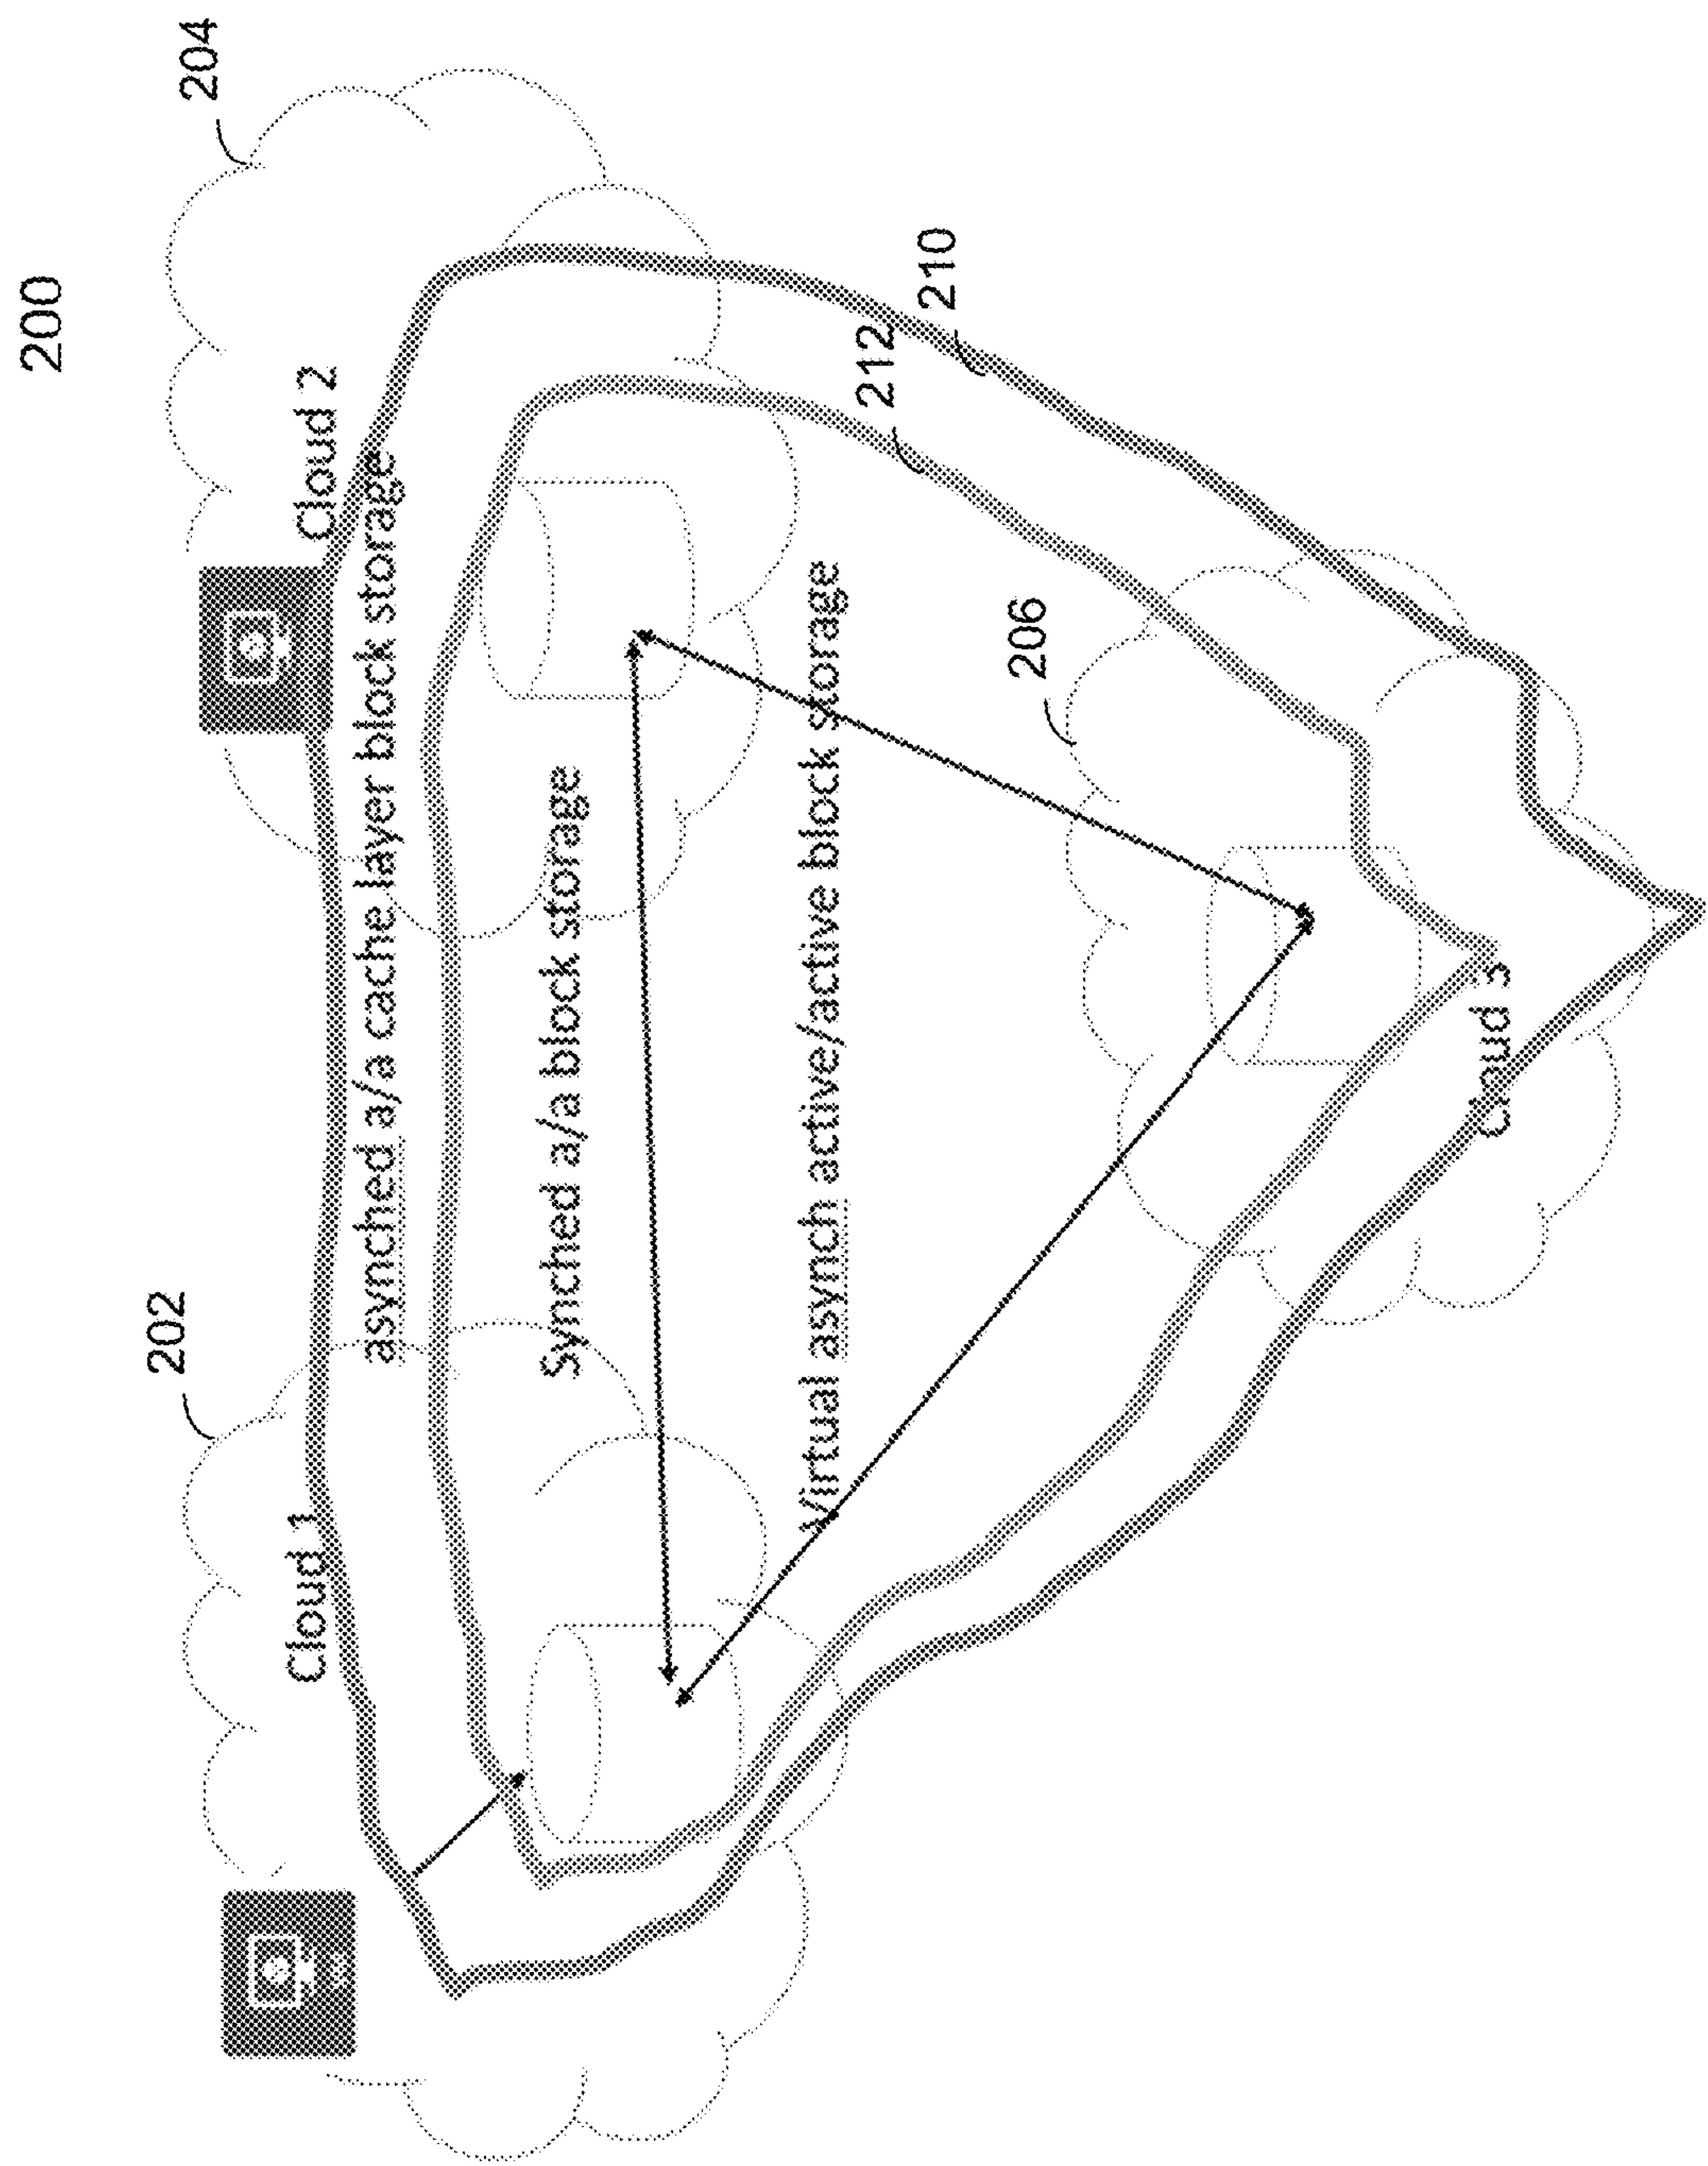 200
202
204
Cloud 1
Cloud 2
asynched a/a cache layer block storage
Synched a/a block storage
212
210
Virtual asynch active/active block storage
206
Cloud 3